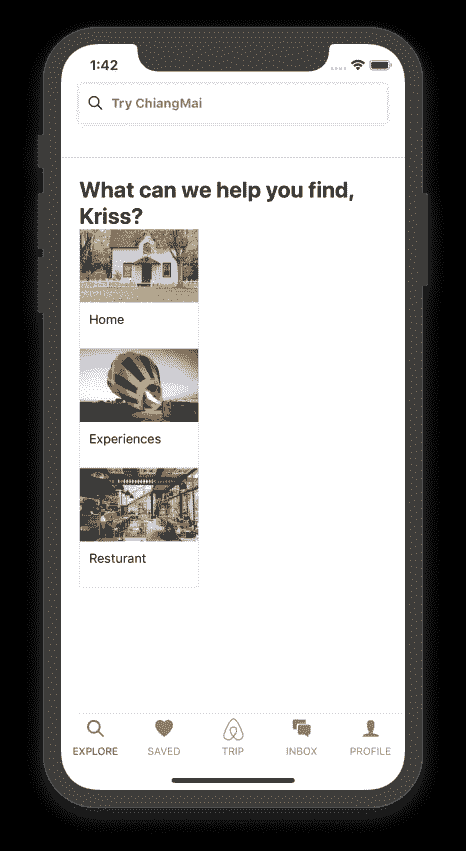 1:42
Try ChiangMai
What can we help you find,
Kriss?
Home
Experiences
Resturant
EXPLORE SAVED TRIP INBOX PROFILE